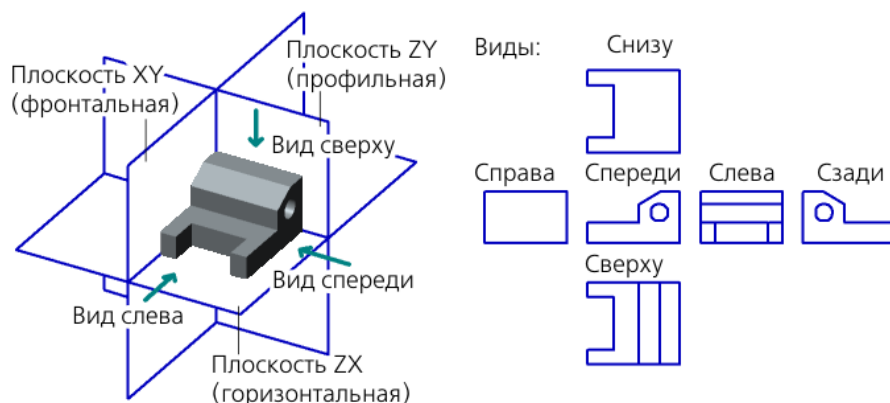 Плоскость XY
(фронтальная)
Плоскость ZY
(профильная)
Вид сверху
Вид спереди
Вид слева
Плоскость ZX
(горизонтальная)
Виды:
Снизу
Справа
Спереди
Слева
Сзади
Сверху